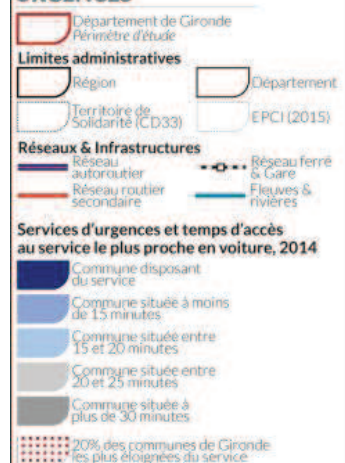 URGENCES
Département de Gironde
Périmètre d'étude
Limites administratives
Région
Département
Territoire de
Solidarité (CD33)
EPCI (2015)
Réseaux & Infrastructures
Réseau
autoroutier
Réseau ferré
& Gare
Réseau routier
secondaire
Fleuves &
rivières
Services d'urgences et temps d'accès
au service le plus proche en voiture, 2014
Commune disposant
du service
Commune située à moins
de 15 minutes
Commune située entre
15 et 20 minutes
Commune située entre
20 et 25 minutes
Commune située à
plus de 30 minutes
20% des communes de Gironde
les plus éloignées du service